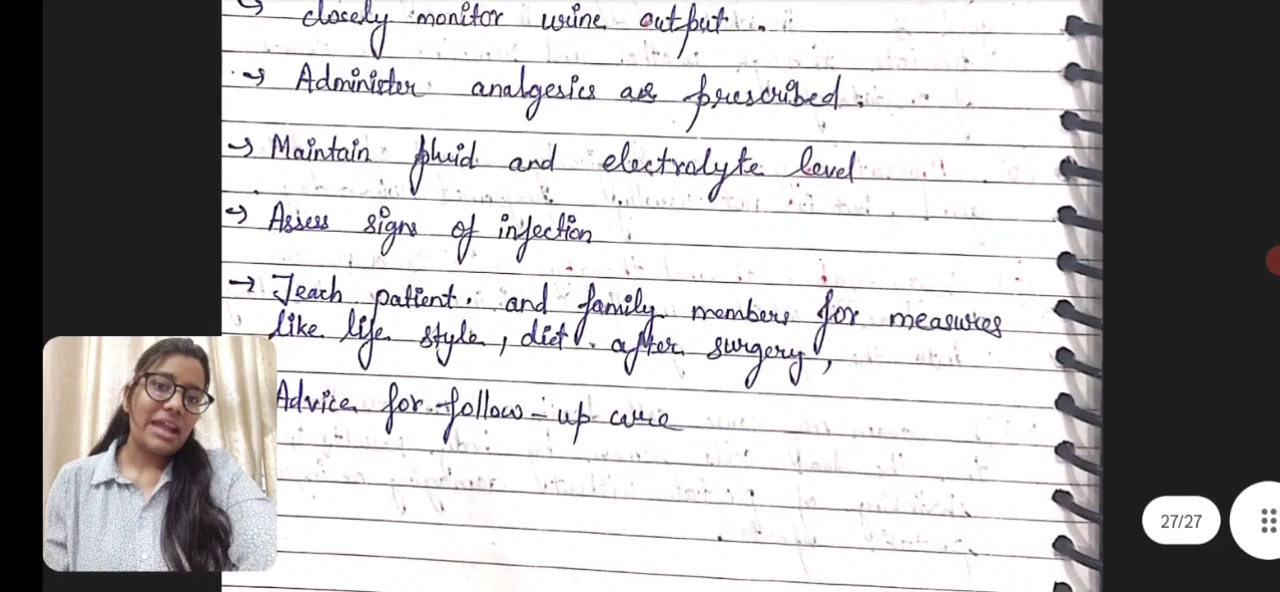 → closely monitor urine output.
→ Administer analgesics as prescribed.
→ Maintain fluid and electrolyte level
→ Assess signs of infection
→ Teach patient and family members for measures
like life style, diet after surgery,
Advice for follow-up care
27/27